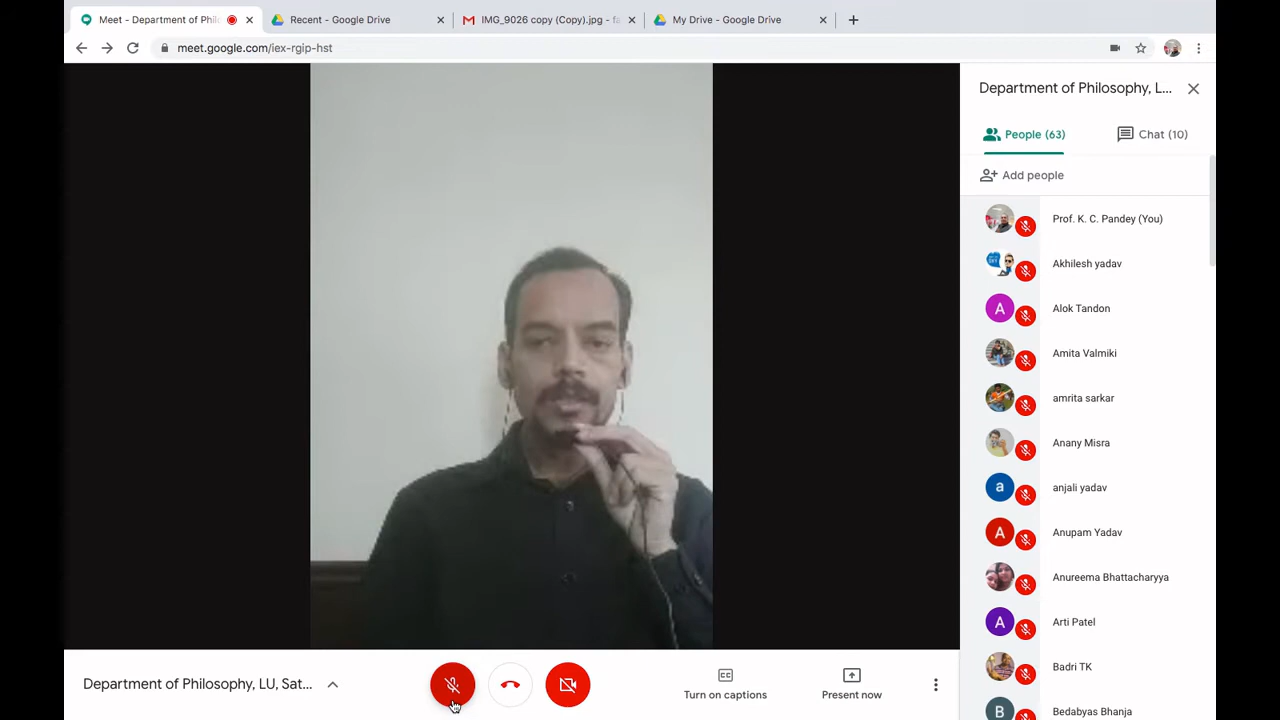 Meet - Department of Phil
Recent - Google Drive
IMG_9026 copy (Copy).jpg - fa
My Drive - Google Drive
meet.google.com/iex-rgip-hst
Department of Philosophy, L...
People (63)
Chat (10)
Add people
Prof. K. C. Pandey (You)
Akhilesh yadav
A
Alok Tandon
Amita Valmiki
amrita sarkar
Anany Misra
a
anjali yadav
A
Anupam Yadav
Anureema Bhattacharyya
A
Arti Patel
Badri TK
B
Bedabyas Bhanja
Department of Philosophy, LU, Sat...
CC
Turn on captions
Present now